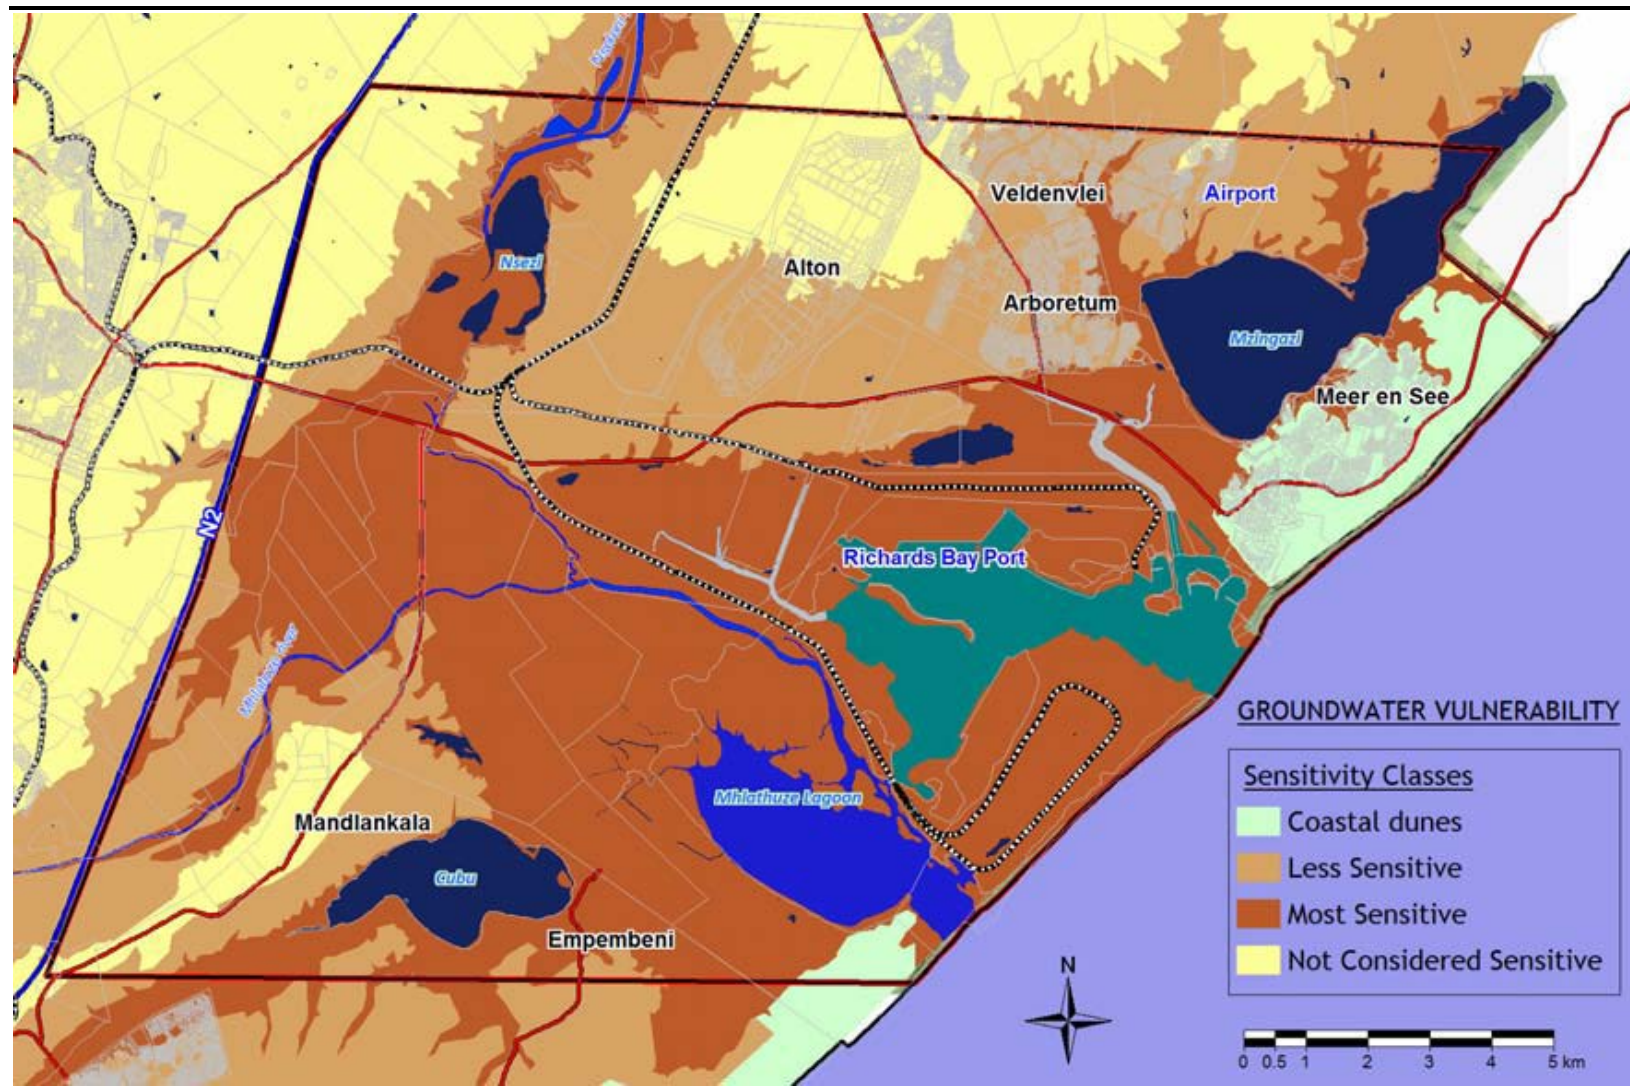 Veldenvlei
Airport
Nsezi
Alton
Arboretum
Mzingazi
Meer en See
N2
Richards Bay Port
Mhlathuze River
GROUNDWATER VULNERABILITY
Sensitivity Classes
Coastal dunes
Less Sensitive
Most Sensitive
Not Considered Sensitive
Mhlathuze Lagoon
Mandlankala
Cubu
Empembeni
N
0 0.5 1 2 3 4 5 km